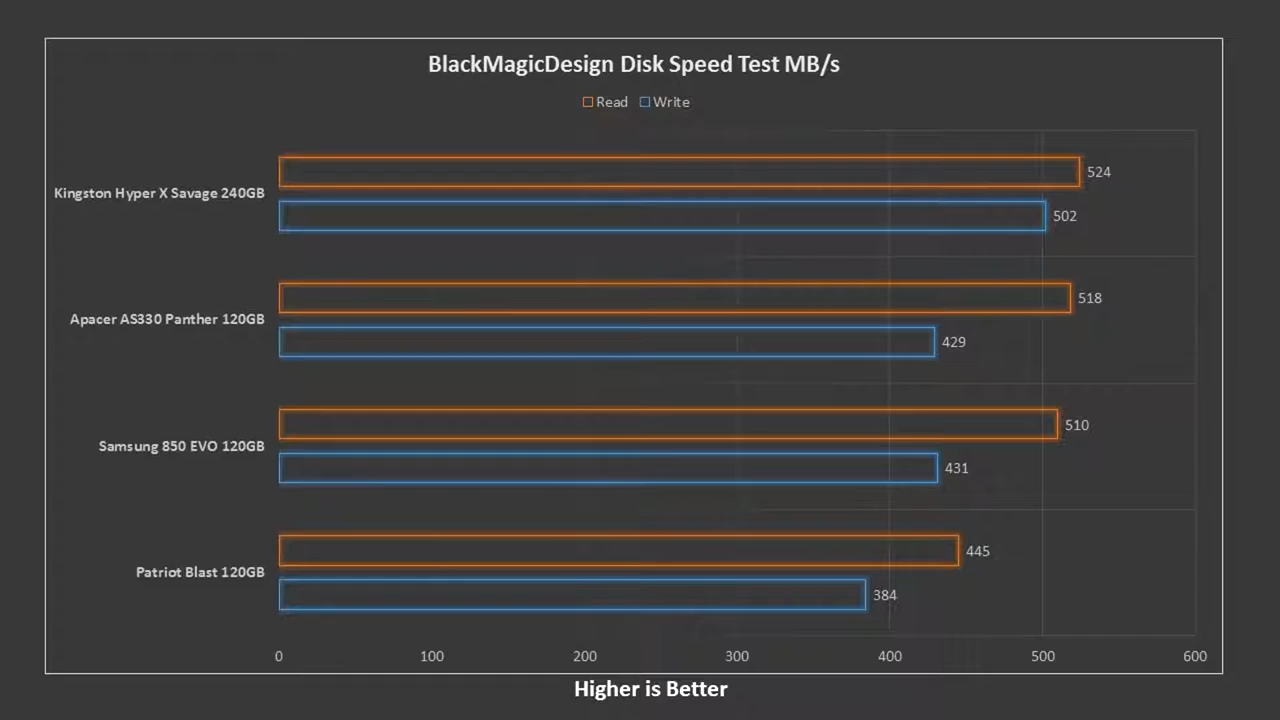 BlackMagicDesign Disk Speed Test MB/s
Read Write
524
Kingston Hyper X Savage 240GB
502
518
Apacer AS330 Panther 120GB
429
510
Samsung 850 EVO 120GB
431
445
Patriot Blast 120GB
384
0 100 200 300 400 500 600
Higher is Better